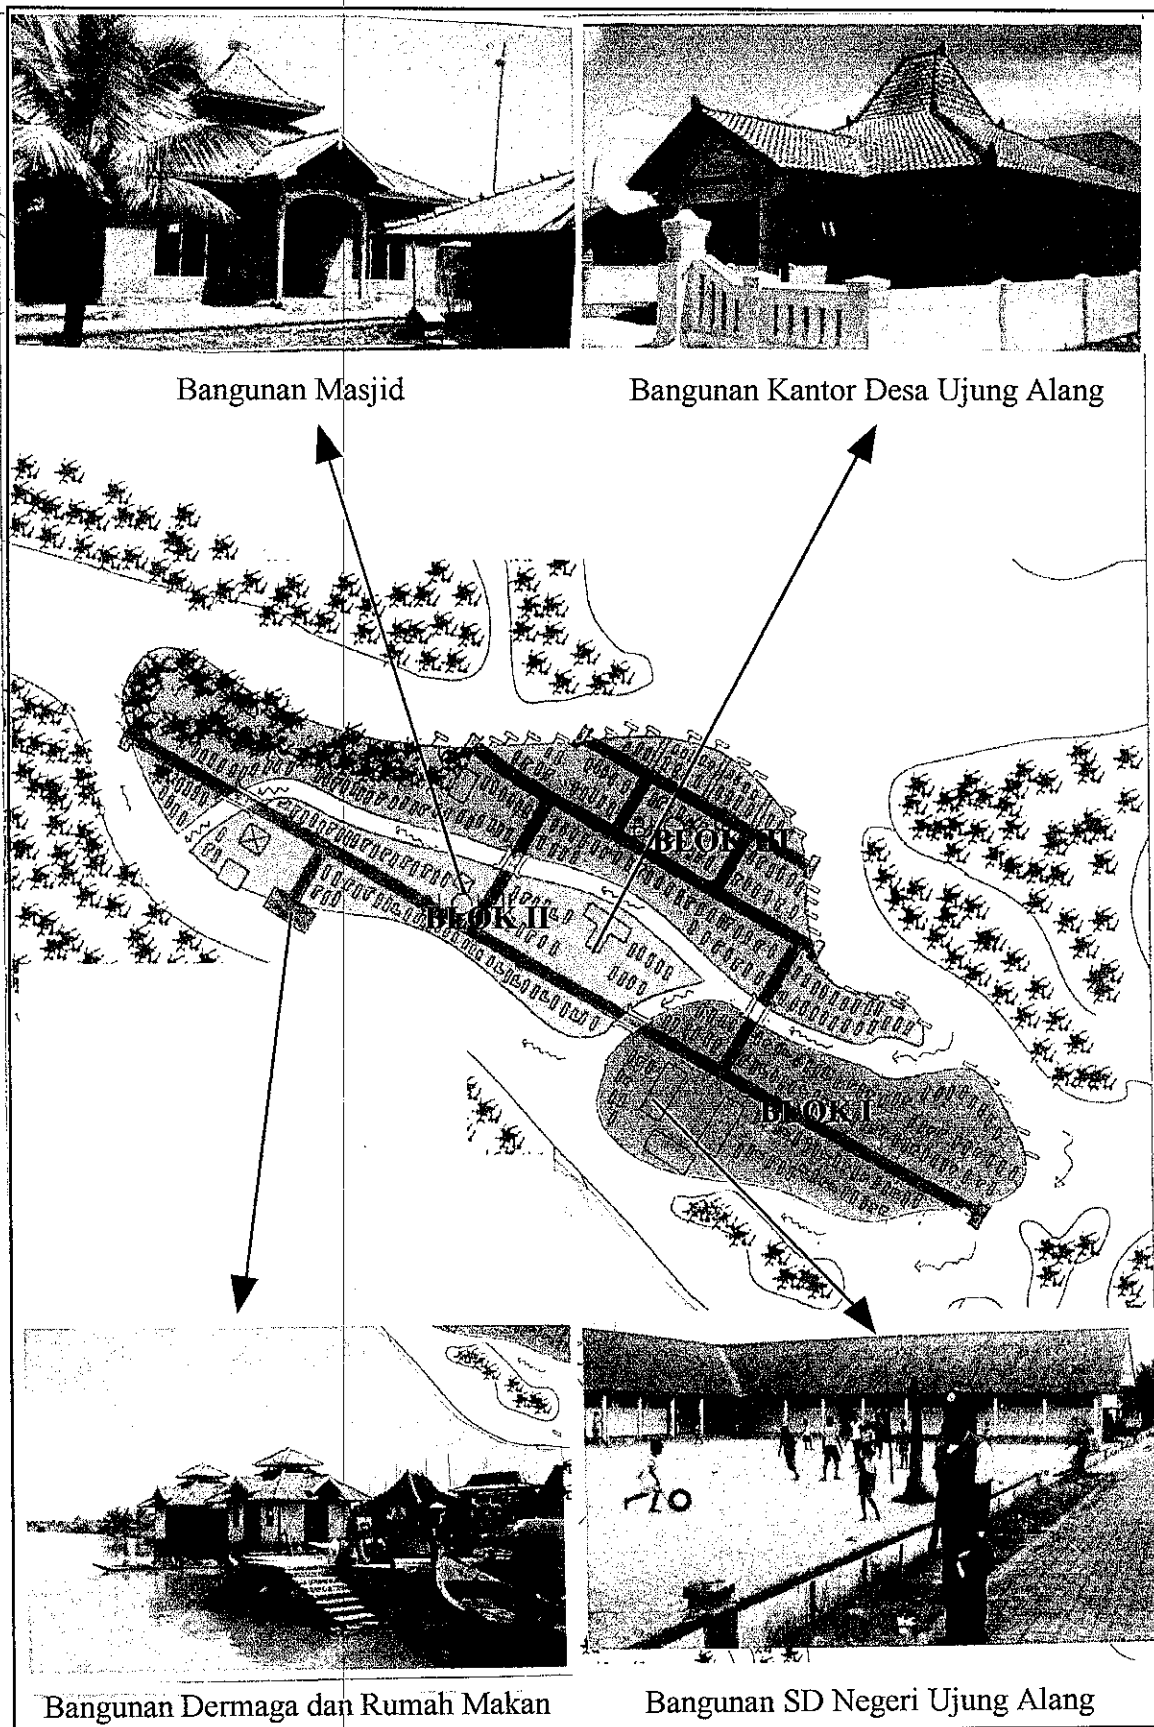 Bangunan Masjid
Bangunan Kantor Desa Ujung Alang
BLOK III
BLOK II
BLOK I
Bangunan Dermaga dan Rumah Makan
Bangunan SD Negeri Ujung Alang